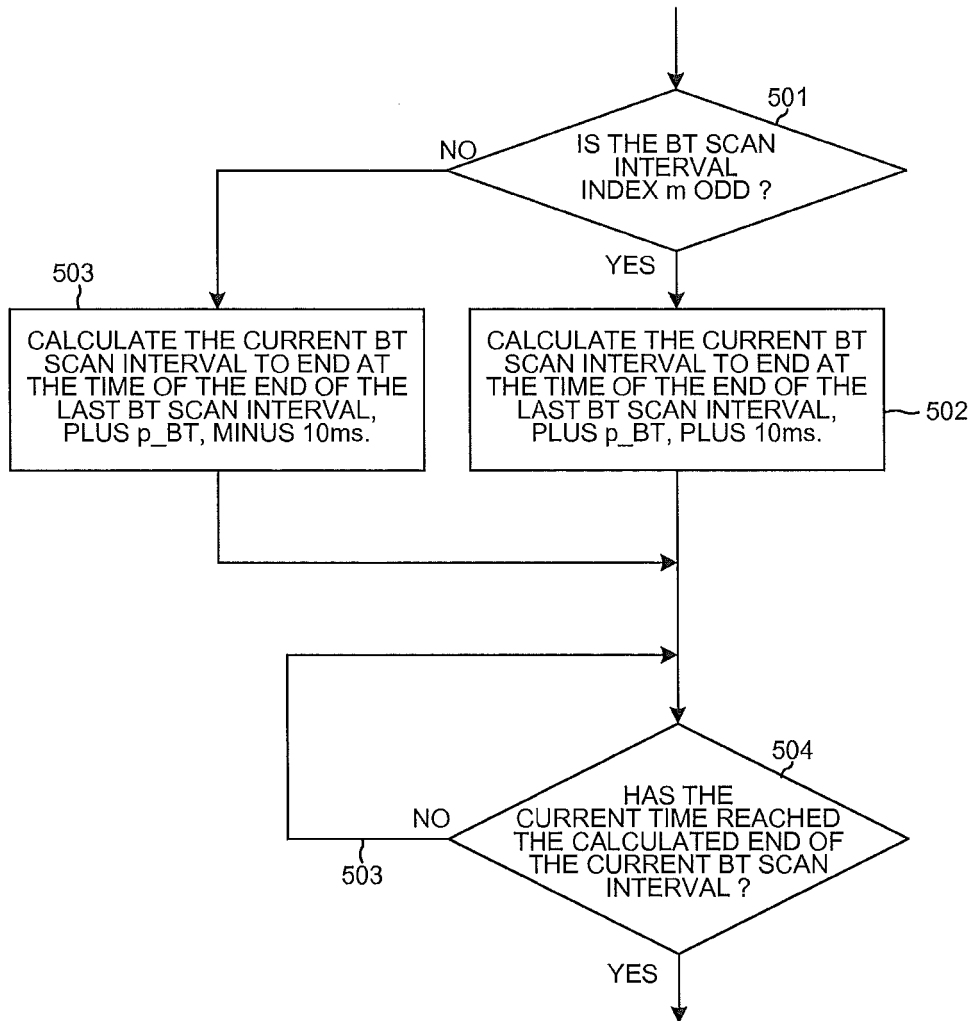 501
IS THE BT SCAN
INTERVAL
INDEX m ODD ?
NO
YES
503
CALCULATE THE CURRENT BT
SCAN INTERVAL TO END AT
THE TIME OF THE END OF THE
LAST BT SCAN INTERVAL,
PLUS p_BT, MINUS 10ms.
CALCULATE THE CURRENT BT
SCAN INTERVAL TO END AT
THE TIME OF THE END OF THE
LAST BT SCAN INTERVAL,
PLUS p_BT, PLUS 10ms.
502
504
HAS THE
CURRENT TIME REACHED
THE CALCULATED END OF
THE CURRENT BT SCAN
INTERVAL ?
NO
503
YES